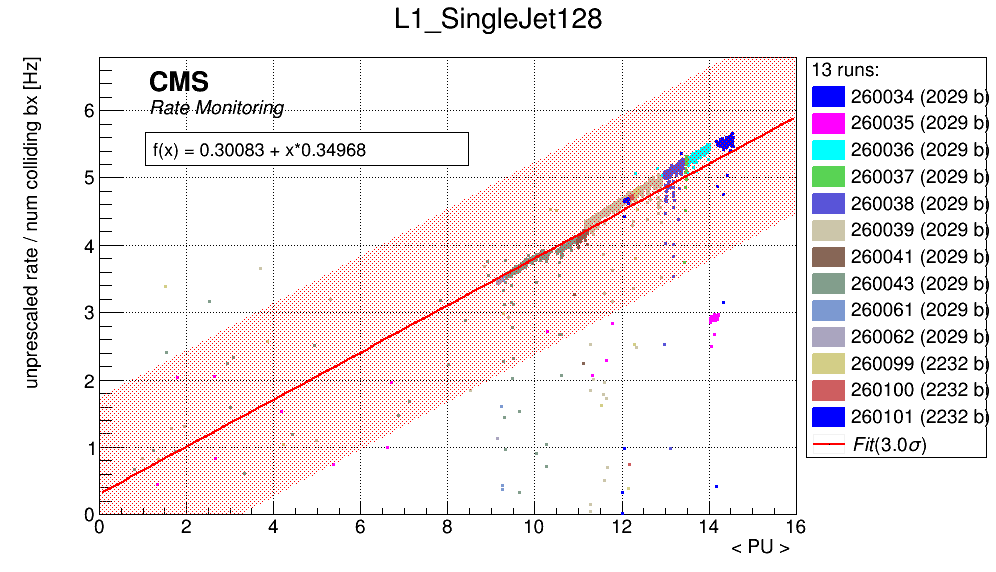 L1_SingleJet128
unprescaled rate / num colliding bx [Hz]
CMS
Rate Monitoring
f(x) = 0.30083 + x*0.34968
6
5
4
3
2
1
0
0 2 4 6 8 10 12 14 16
< PU >
13 runs:
260034 (2029 b)
260035 (2029 b)
260036 (2029 b)
260037 (2029 b)
260038 (2029 b)
260039 (2029 b)
260041 (2029 b)
260043 (2029 b)
260061 (2029 b)
260062 (2029 b)
260099 (2232 b)
260100 (2232 b)
260101 (2232 b)
Fit(3.0σ)